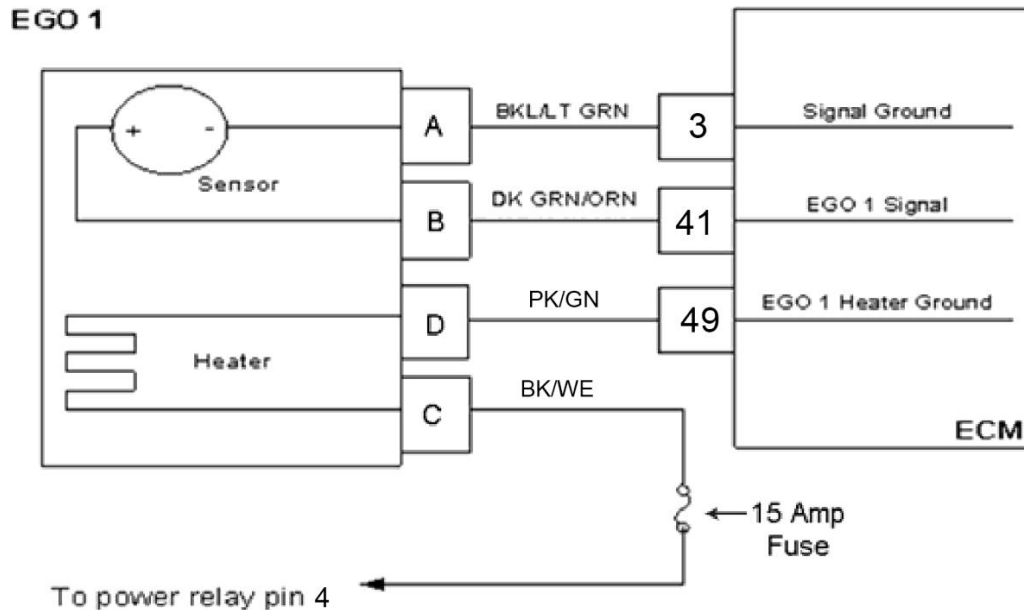 EGO 1
+ -
Sensor
Heater
A
B
D
C
BKL/LT GRN
DK GRN/ORN
PK/GN
BK/WE
3
41
49
Signal Ground
EGO 1 Signal
EGO 1 Heater Ground
ECM
15 Amp
Fuse
To power relay pin 4